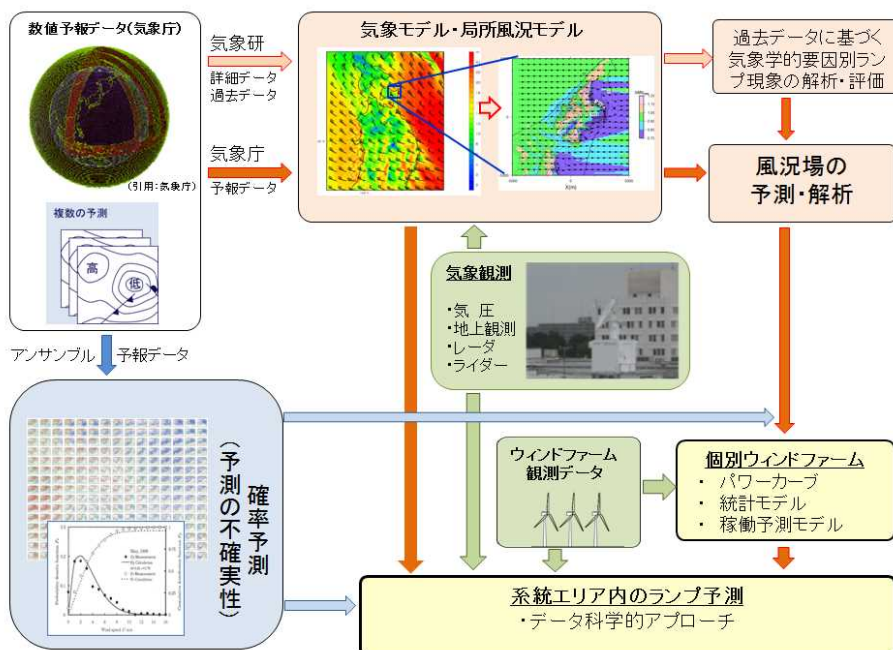 数値予報データ(気象庁)
(引用:気象庁)
複数の予測
高
低
気象研
詳細データ
過去データ
気象庁
予報データ
気象モデル・局所風況モデル
X(m)
過去データに基づく
気象学的要因別ラン
プ現象の解析・評価
風況場の
予測・解析
気象観測
・気 圧
・地上観測
・レーダ
・ライダー
アンサンブル
予報データ
確率予測
(予測の不確実性)
ウィンドファーム
観測データ
個別ウィンドファーム
・ パワーカーブ
・ 統計モデル
・ 稼働予測モデル
系統エリア内のランプ予測
・データ科学的アプローチ